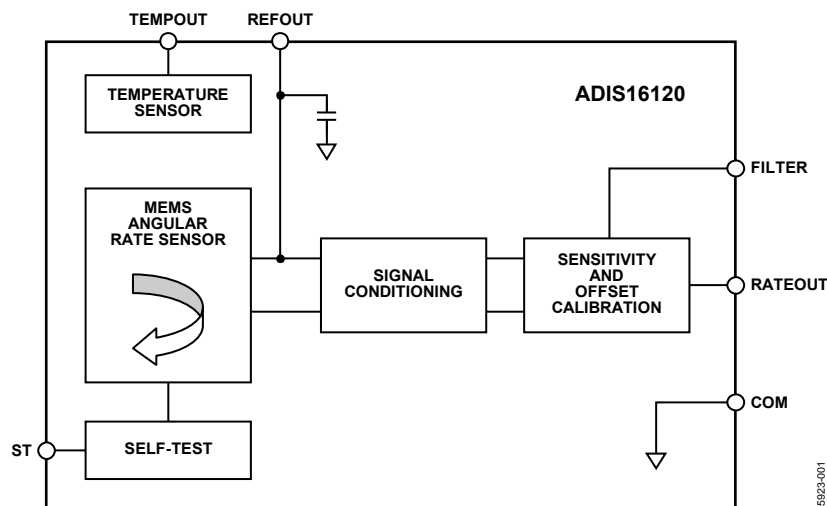 TEMPOUT
REFOUT
TEMPERATURE
SENSOR
ADIS16120
FILTER
MEMS
ANGULAR
RATE SENSOR
SIGNAL
CONDITIONING
SENSITIVITY
AND
OFFSET
CALIBRATION
RATEOUT
COM
ST
SELF-TEST
5923-001